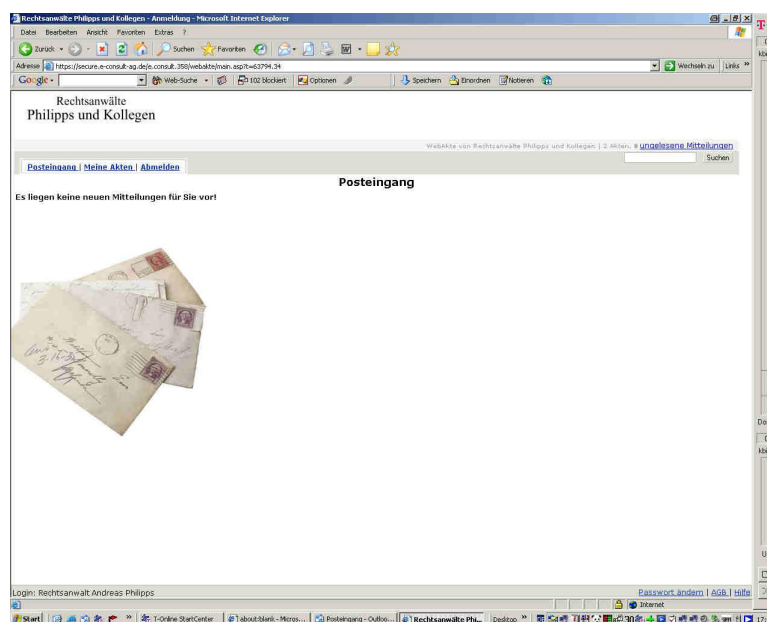 Rechtsanwälte Philipps und Kollegen - Anmeldung - Microsoft Internet Explorer
Datei Bearbeiten Ansicht Favoriten Extras ?
Zurück Suchen Favoriten
Adresse https://secure.e-consult-ag.de/e.consult.358/webakte/main.asp?t=63794.34 Wechseln zu Links »
Google Web-Suche 102 blockiert Optionen Speichern Einordnen Notieren
Rechtsanwälte
Philipps und Kollegen
WebAkte von Rechtsanwälte Philipps und Kollegen | 2 Akten, ungelesene Mitteilungen
Suchen
Posteingang | Meine Akten | Abmelden
Posteingang
Es liegen keine neuen Mitteilungen für Sie vor!
Login: Rechtsanwalt Andreas Philipps Passwort ändern | AGB | Hilfe
Internet
Start » T-Online StartCenter about:blank - Micros... Posteingang - Outloo... Rechtsanwälte Phi... Desktop »